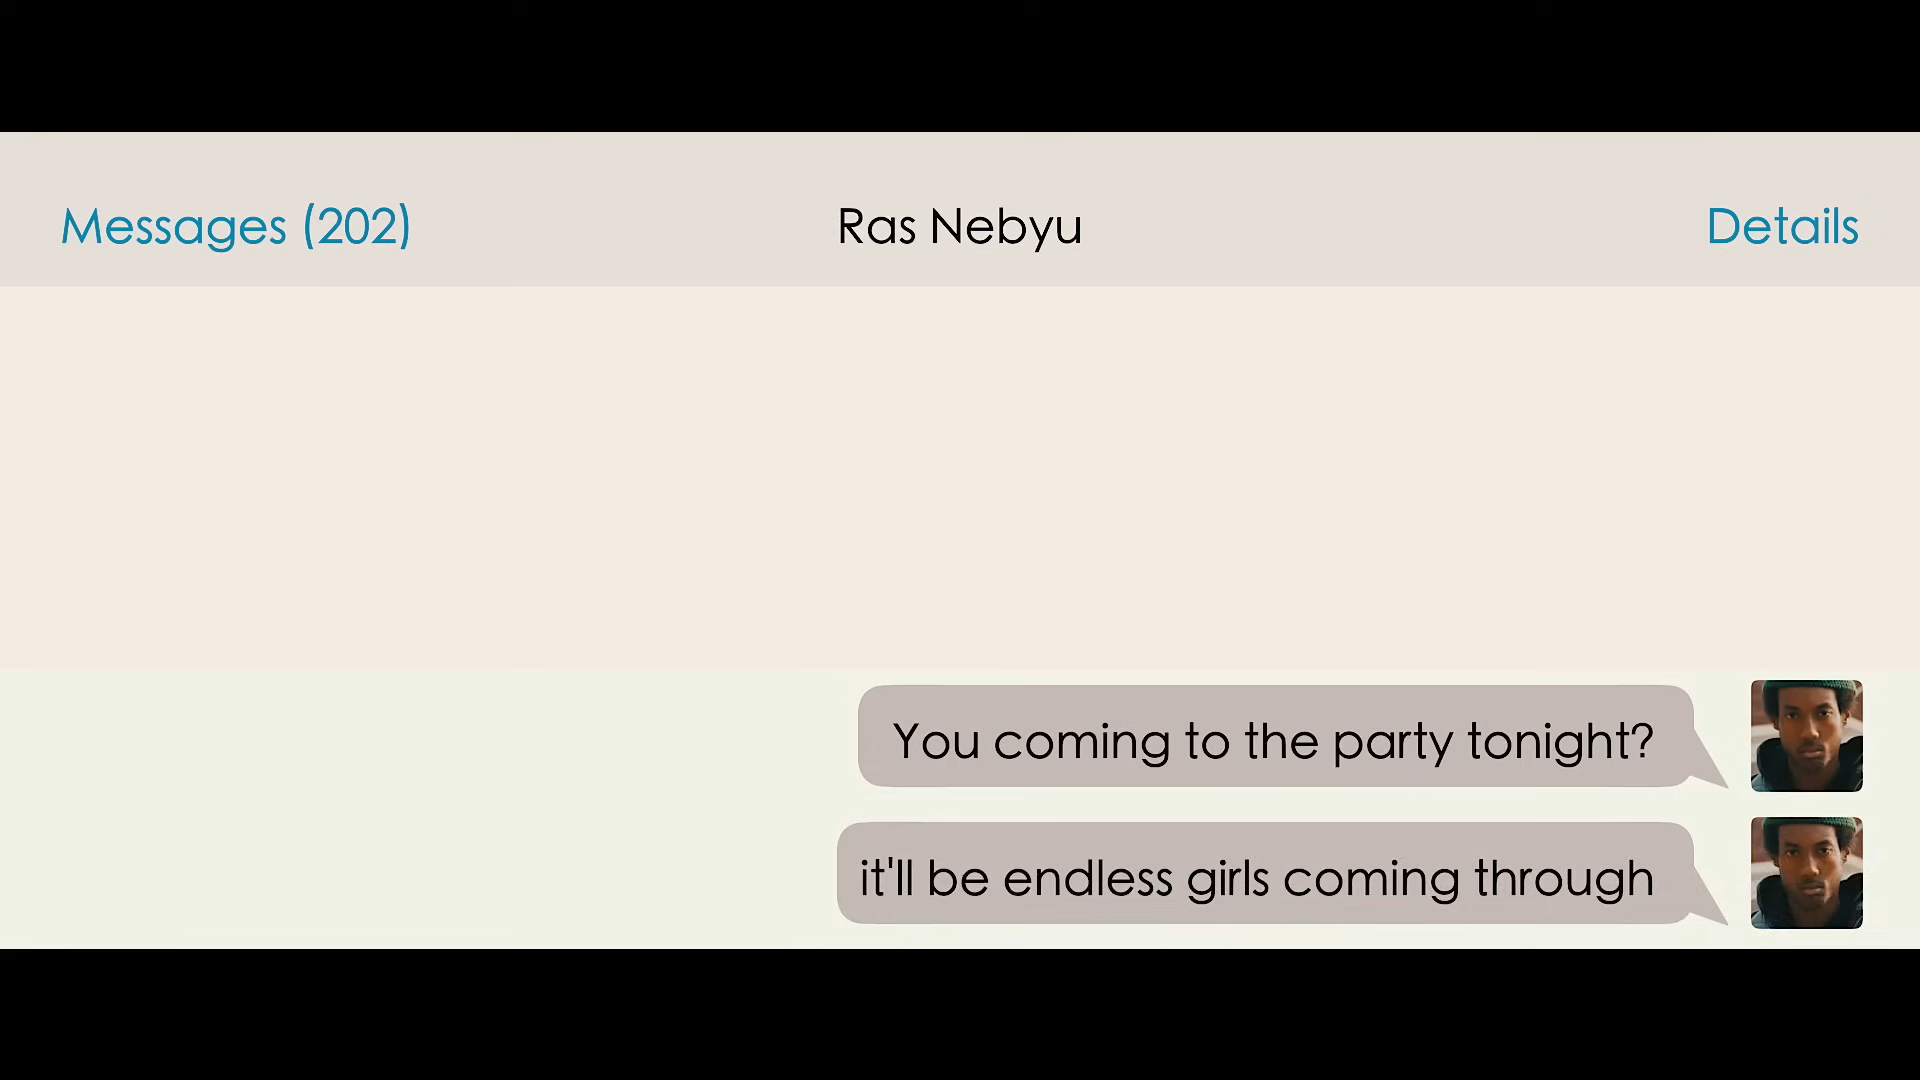 Messages (202) Ras Nebyu Details
You coming to the party tonight?
it'll be endless girls coming through